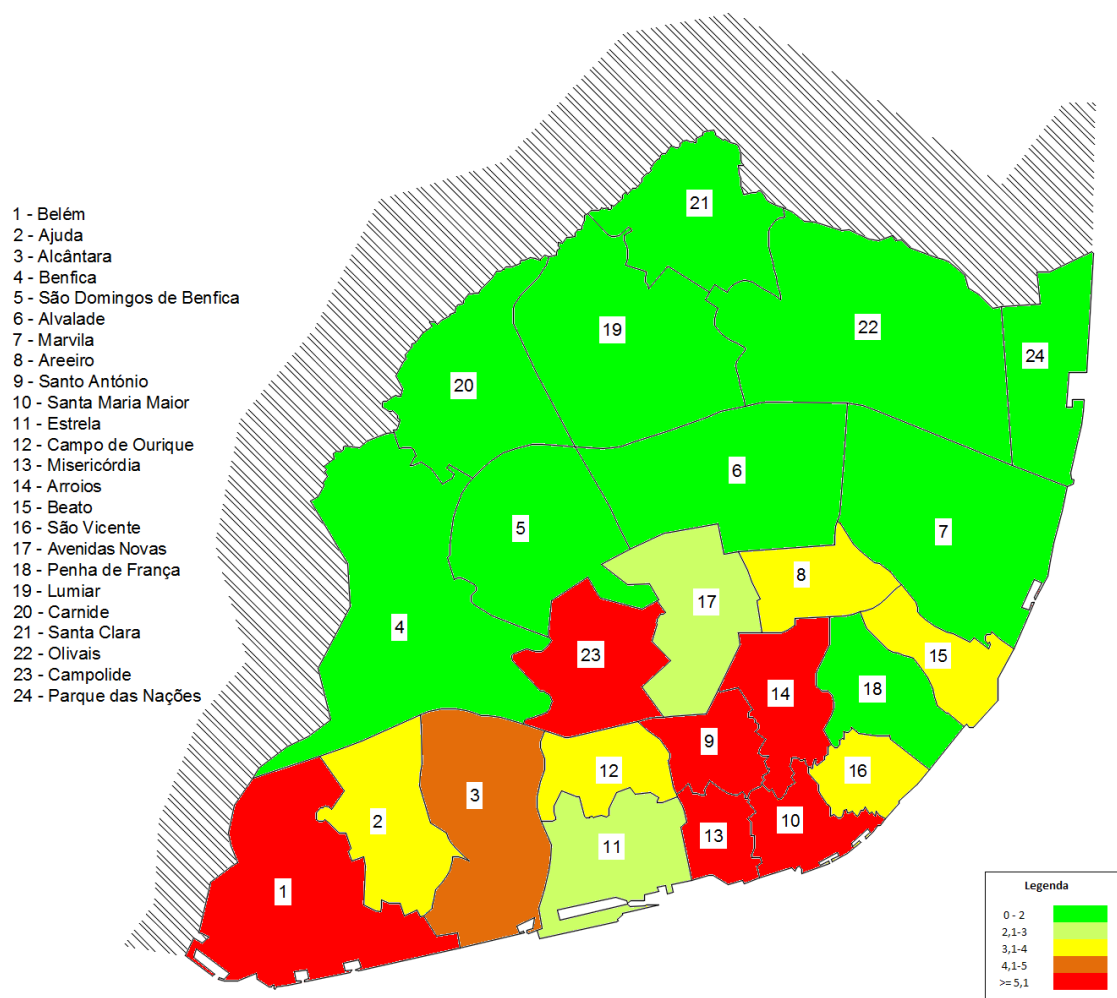 1 - Belém
2 - Ajuda
3 - Alcântara
4 - Benfica
5 - São Domingos de Benfica
6 - Alvalade
7 - Marvila
8 - Areeiro
9 - Santo António
10 - Santa Maria Maior
11 - Estrela
12 - Campo de Ourique
13 - Misericórdia
14 - Arroios
15 - Beato
16 - São Vicente
17 - Avenidas Novas
18 - Penha de França
19 - Lumiar
20 - Carnide
21 - Santa Clara
22 - Olivais
23 - Campolide
24 - Parque das Nações
21
19
22
24
20
6
5
7
8
17
4
23
15
18
14
9
12
16
3
2
13
10
11
1
Legenda
0 - 2
2,1-3
3,1-4
4,1-5
>= 5,1